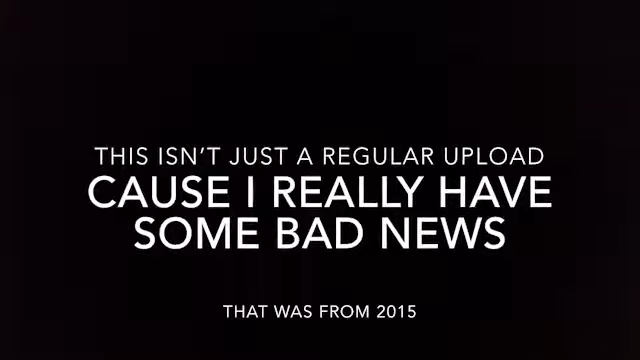 THIS ISN'T JUST A REGULAR UPLOAD
CAUSE I REALLY HAVE
SOME BAD NEWS
THAT WAS FROM 2015